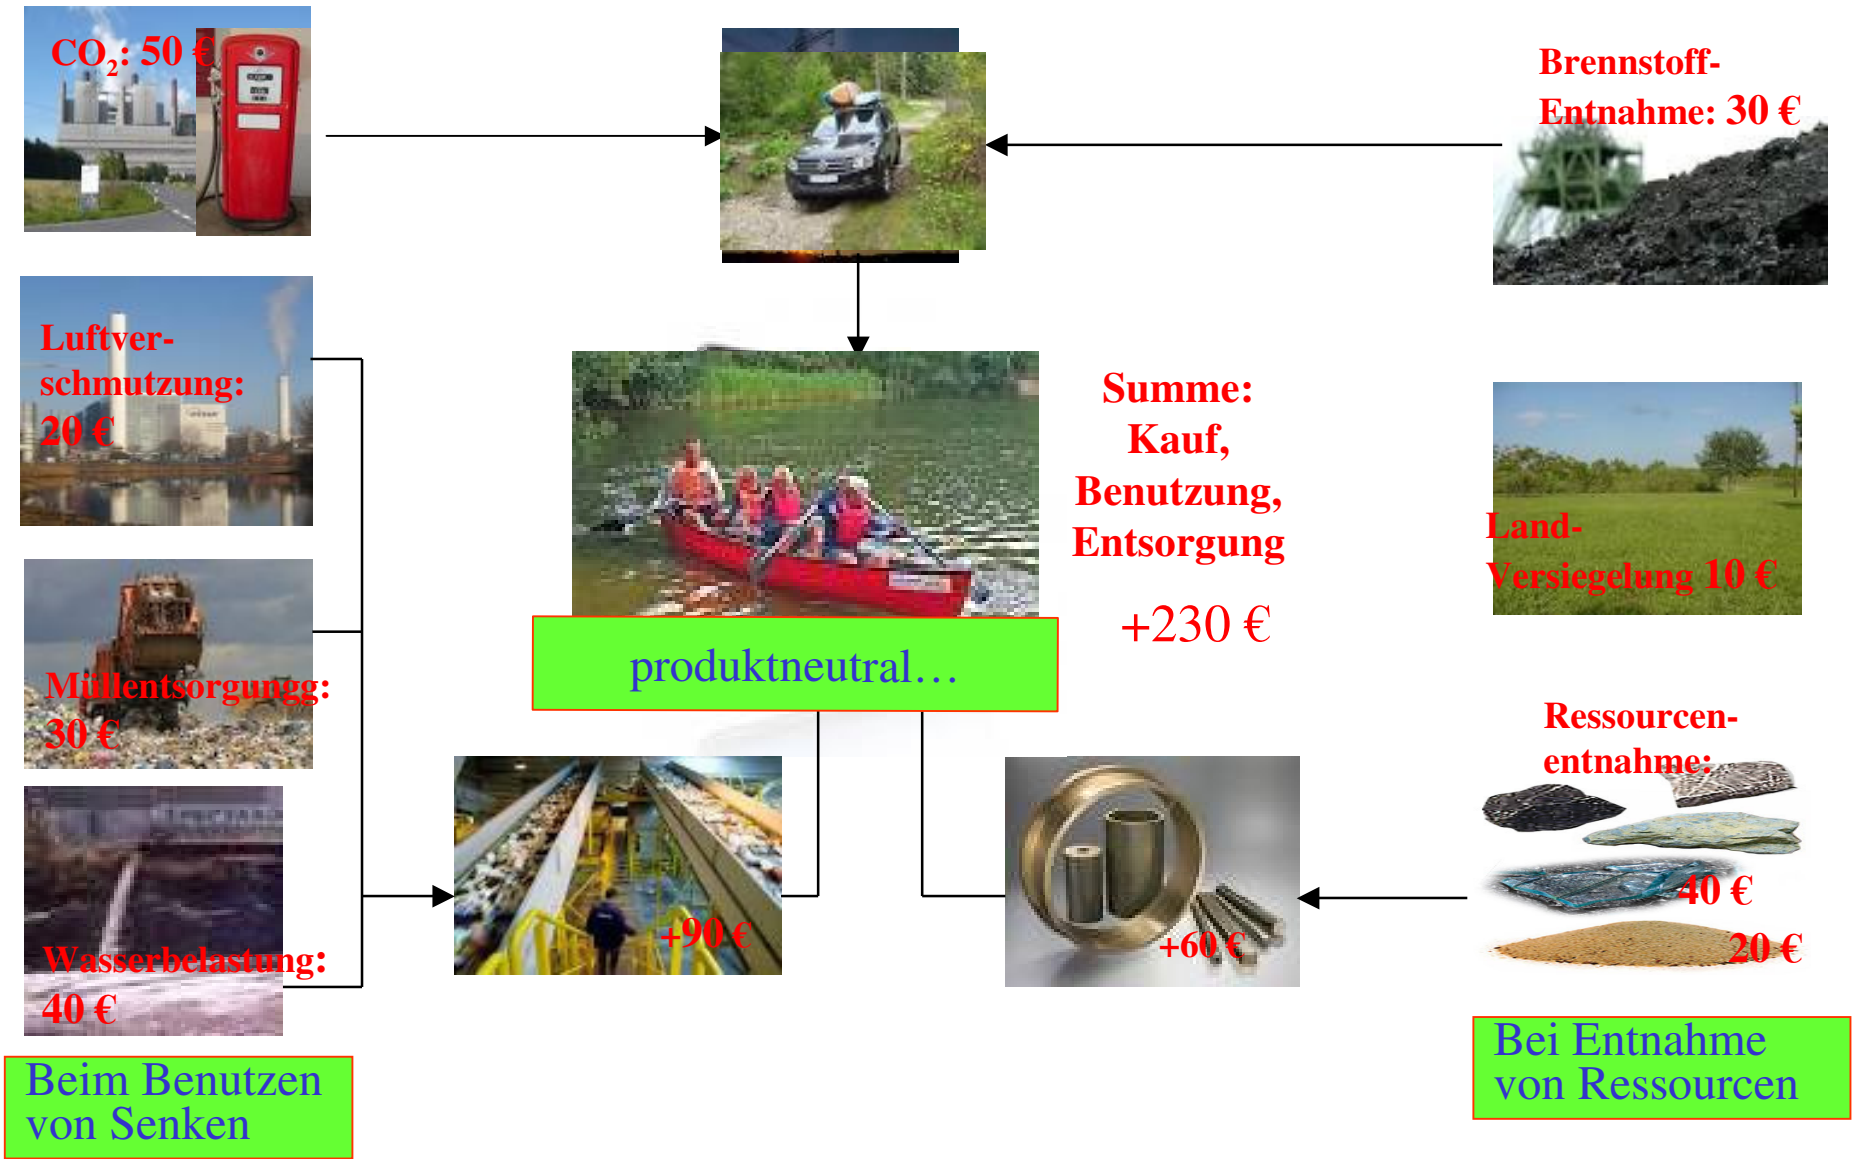 CO2: 50 €
Brennstoff-
Entnahme: 30 €
Luftver-
schmutzung:
20 €
Summe:
Kauf,
Benutzung,
Entsorgung
+230 €
Land-
Versiegelung 10 €
produktneutral…
Müllentsorgungg:
30 €
Ressourcen-
entnahme:
40 €
20 €
+90 €
+60 €
Wasserbelastung:
40 €
Beim Benutzen
von Senken
Bei Entnahme
von Ressourcen